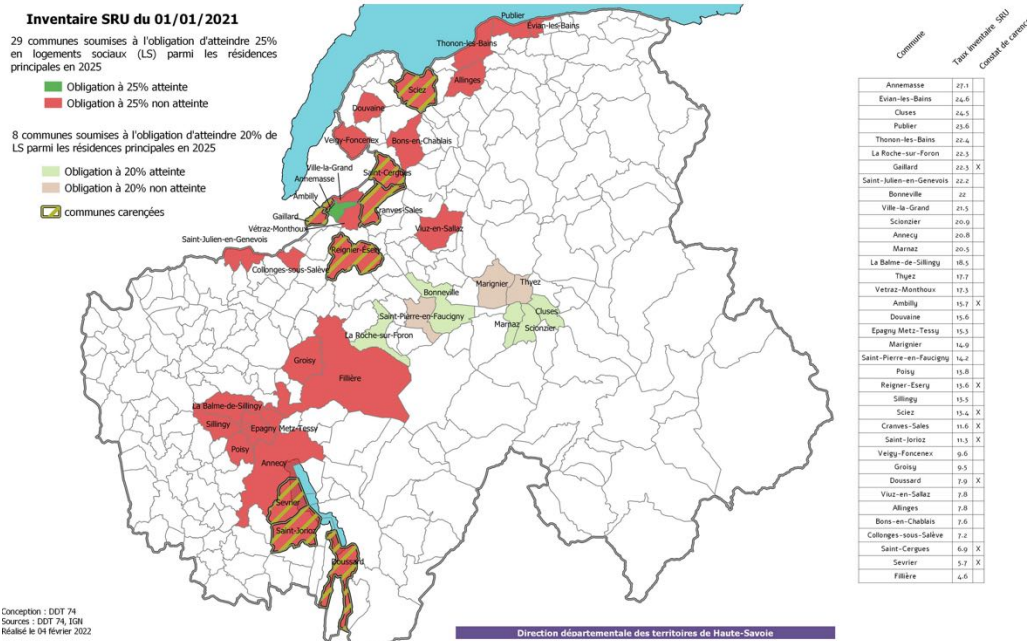 Inventaire SRU du 01/01/2021
29 communes soumises à l'obligation d'atteindre 25%
en logements sociaux (LS) parmi les résidences
principales en 2025
Obligation à 25% atteinte
Obligation à 25% non atteinte
8 communes soumises à l'obligation d'atteindre 20% de
LS parmi les résidences principales en 2025
Obligation à 20% atteinte
Obligation à 20% non atteinte
communes carençées
Publier
Evian-les-Bains
Thonon-les-Bains
Allinges
Sciez
Douvaine
Veigy-Foncenex
Bons-en-Chablais
Ville-la-Grand
Saint-Cergues
Annemasse
Ambilly
Cranves-Sales
Gaillard
Vétraz-Monthoux
Viuz-en-Sallaz
Saint-Julien-en-Genevois
Reignier-Esery
Collonges-sous-Salève
Marignier
Thyez
Bonneville
Cluses
Saint-Pierre-en-Faucigny
Marnaz
Scionzier
La Roche-sur-Foron
Groisy
Fillière
La Balme-de-Sillingy
Sillingy
Epagny Metz-Tessy
Poisy
Annecy
Sevrier
Saint-Jorioz
Doussard
Commune Taux inventaire SRU Constat de carence
Annemasse 27.1
Evian-les-Bains 24.6
Cluses 24.5
Publier 23.6
Thonon-les-Bains 22.4
La Roche-sur-Foron 22.3
Gaillard 22.3 X
Saint-Julien-en-Genevois 22.2
Bonneville 22
Ville-la-Grand 21.5
Scionzier 20.9
Annecy 20.8
Marnaz 20.5
La Balme-de-Sillingy 18.5
Thyez 17.7
Vetraz-Monthoux 17.3
Ambilly 15.7 X
Douvaine 15.6
Epagny Metz-Tessy 15.3
Marignier 14.9
Saint-Pierre-en-Faucigny 14.2
Poisy 13.8
Reigner-Esery 13.6 X
Sillingy 13.5
Sciez 13.4 X
Cranves-Sales 11.6 X
Saint-Jorioz 11.3 X
Veigy-Foncenex 9.6
Groisy 9.5
Doussard 7.9 X
Viuz-en-Sallaz 7.8
Allinges 7.8
Bons-en-Chablais 7.6
Collonges-sous-Salève 7.2
Saint-Cergues 6.9 X
Sevrier 5.7 X
Fillière 4.6
Conception : DDT 74
Sources : DDT 74, IGN
Réalisé le 04 février 2022
Direction départementale des territoires de Haute-Savoie